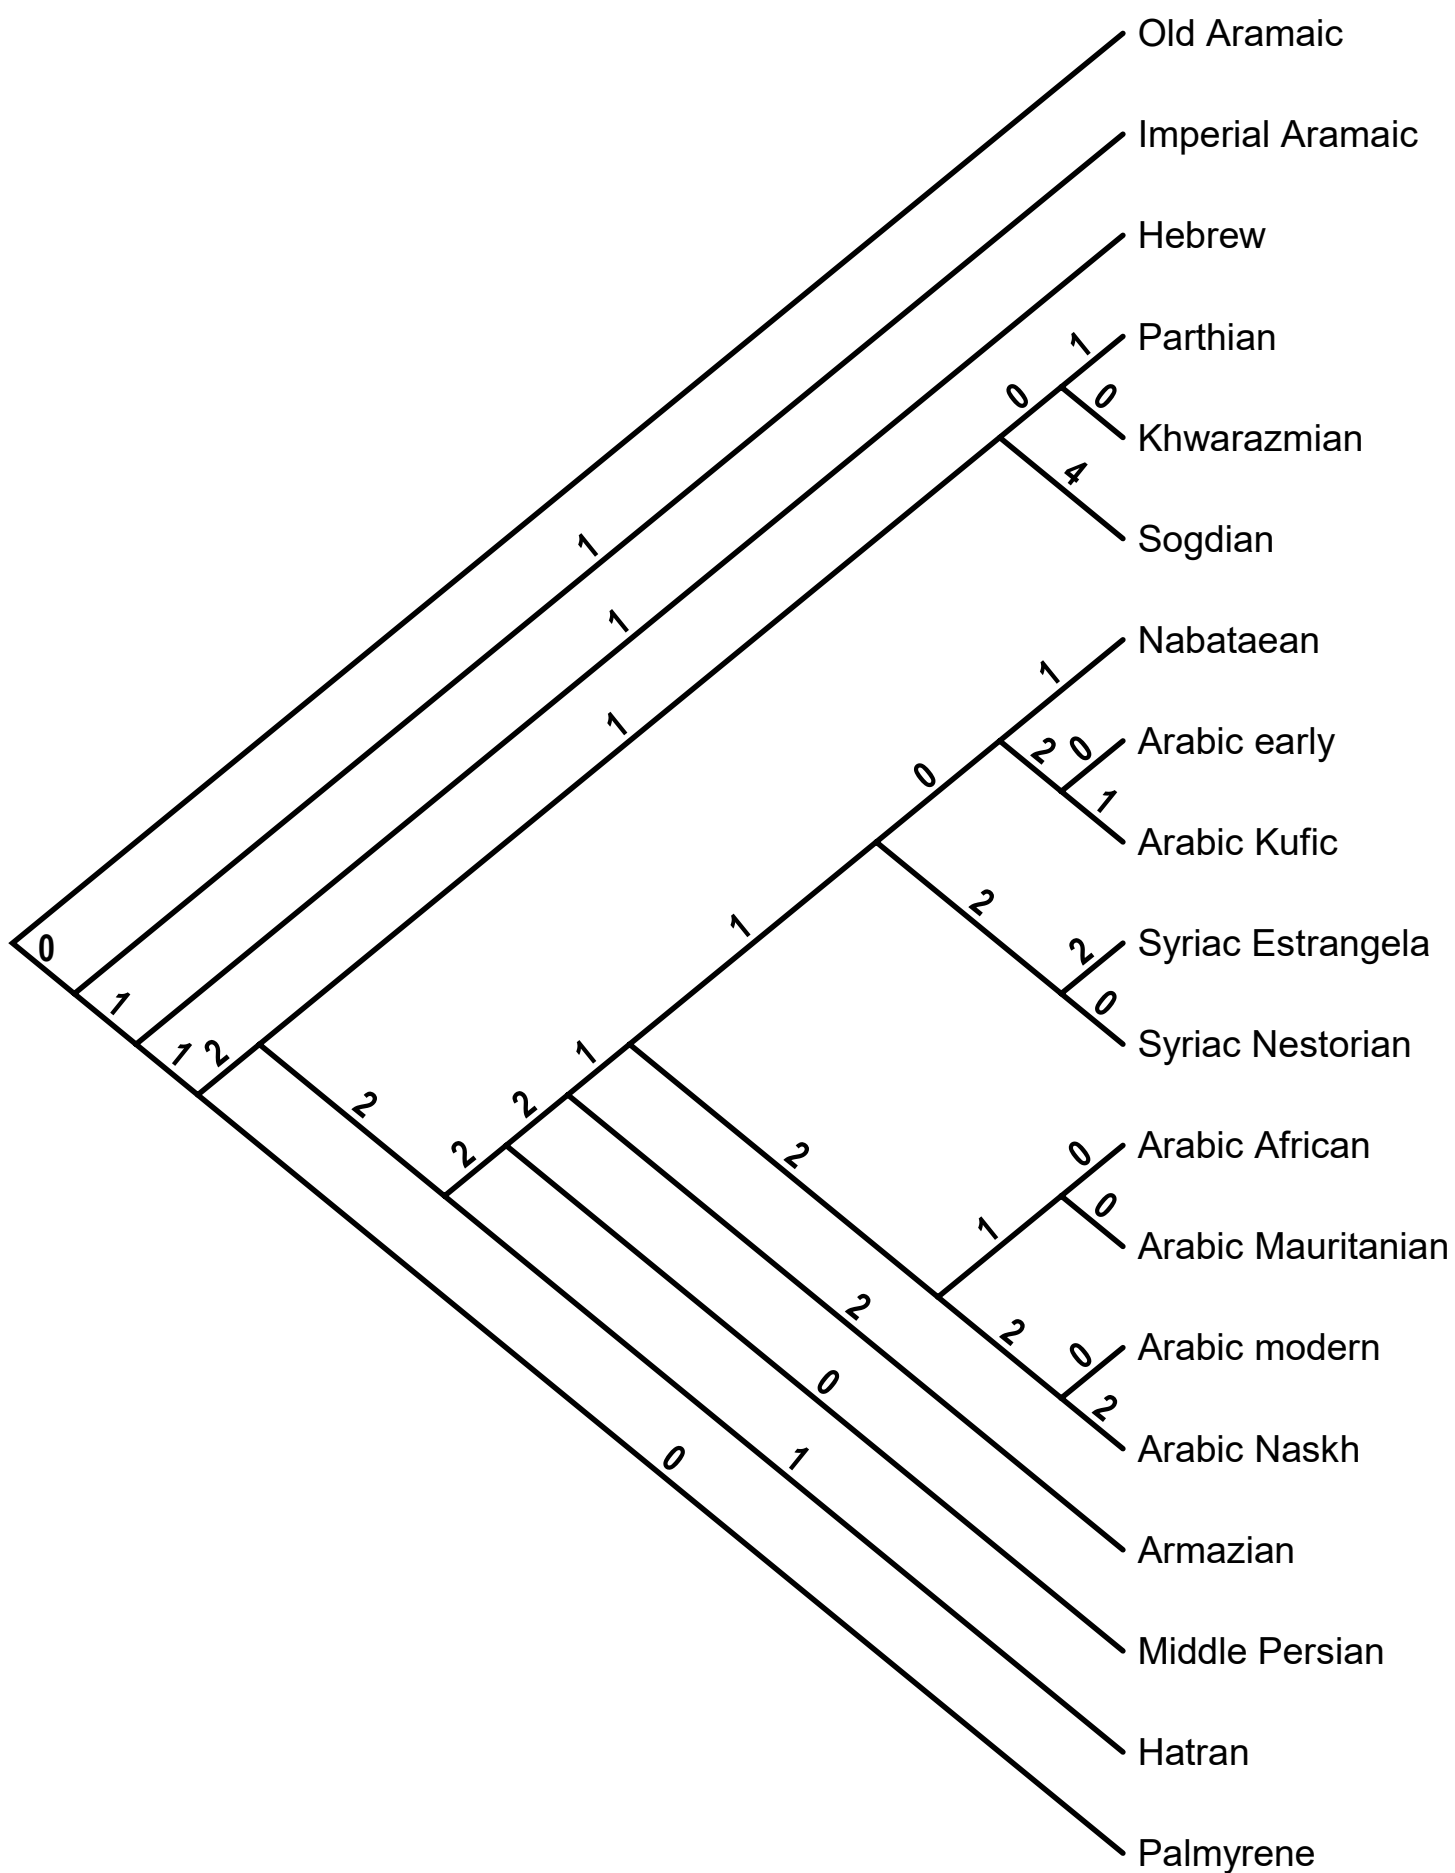 Old Aramaic
Imperial Aramaic
Hebrew
1 Parthian
0 0
Khwarazmian
4
Sogdian
1
1 Nabataean
1
1
2 0 Arabic early
0 1
Arabic Kufic
2
1 2 Syriac Estrangela
0
1 0
1 2 1 Syriac Nestorian
2 2
2 2 0 Arabic African
1 0
Arabic Mauritanian
2
2 0 Arabic modern
0 2
0 1 Arabic Naskh
Armazian
Middle Persian
Hatran
Palmyrene